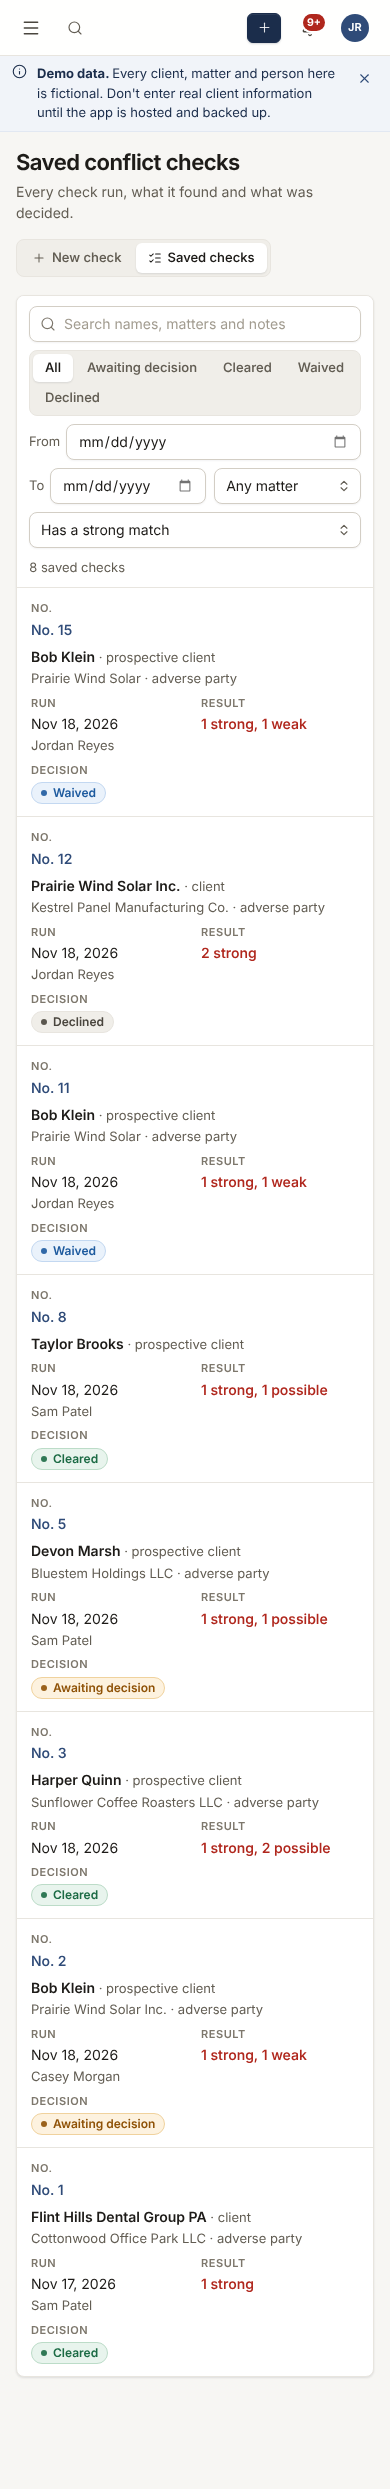 9+
JR
Demo data. Every client, matter and person here
is fictional. Don't enter real client information
until the app is hosted and backed up.
Saved conflict checks
Every check run, what it found and what was
decided.
New check
Saved checks
Search names, matters and notes
All
Awaiting decision
Cleared
Waived
Declined
From
mm/dd/yyyy
To
mm/dd/yyyy
Any matter
Has a strong match
8 saved checks
NO.
No. 15
Bob Klein · prospective client
Prairie Wind Solar · adverse party
RUN
RESULT
Nov 18, 2026
1 strong, 1 weak
Jordan Reyes
DECISION
Waived
NO.
No. 12
Prairie Wind Solar Inc. · client
Kestrel Panel Manufacturing Co. · adverse party
RUN
RESULT
Nov 18, 2026
2 strong
Jordan Reyes
DECISION
Declined
NO.
No. 11
Bob Klein · prospective client
Prairie Wind Solar · adverse party
RUN
RESULT
Nov 18, 2026
1 strong, 1 weak
Jordan Reyes
DECISION
Waived
NO.
No. 8
Taylor Brooks · prospective client
RUN
RESULT
Nov 18, 2026
1 strong, 1 possible
Sam Patel
DECISION
Cleared
NO.
No. 5
Devon Marsh · prospective client
Bluestem Holdings LLC · adverse party
RUN
RESULT
Nov 18, 2026
1 strong, 1 possible
Sam Patel
DECISION
Awaiting decision
NO.
No. 3
Harper Quinn · prospective client
Sunflower Coffee Roasters LLC · adverse party
RUN
RESULT
Nov 18, 2026
1 strong, 2 possible
DECISION
Cleared
NO.
No. 2
Bob Klein · prospective client
Prairie Wind Solar Inc. · adverse party
RUN
RESULT
Nov 18, 2026
1 strong, 1 weak
Casey Morgan
DECISION
Awaiting decision
NO.
No. 1
Flint Hills Dental Group PA · client
Cottonwood Office Park LLC · adverse party
RUN
RESULT
Nov 17, 2026
1 strong
Sam Patel
DECISION
Cleared